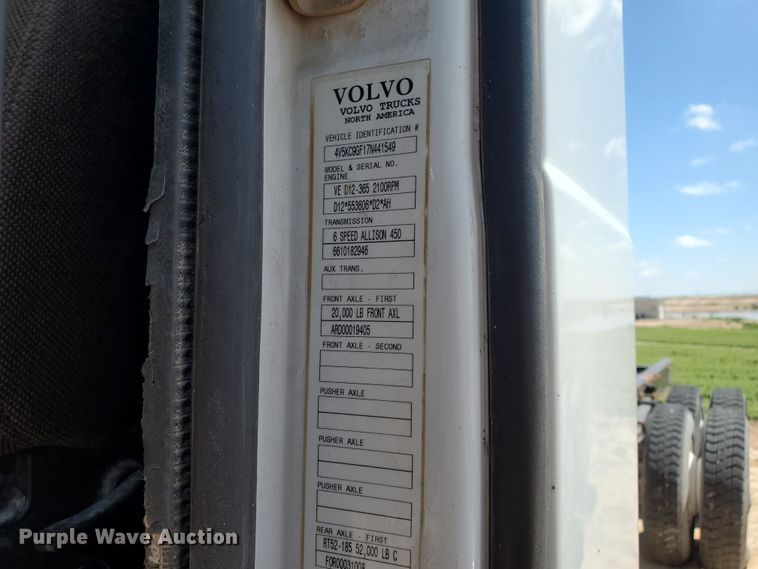 VOLVO
VOLVO TRUCKS
NORTH AMERICA
VEHICLE IDENTIFICATION #
4V5KC9GF17N441549
MODEL & SERIAL NO.
ENGINE
VE D12-365 2100RPM
D12*553606*D2*AH
TRANSMISSION
6 SPEED ALLISON 450
6610182946
AUX TRANS.
FRONT AXLE - FIRST
20,000 LB FRONT AXL
ARD00019405
FRONT AXLE - SECOND
PUSHER AXLE
PUSHER AXLE
PUSHER AXLE
REAR AXLE - FIRST
RT52-185 52,000 LB C
FOR00031008
Purple Wave Auction